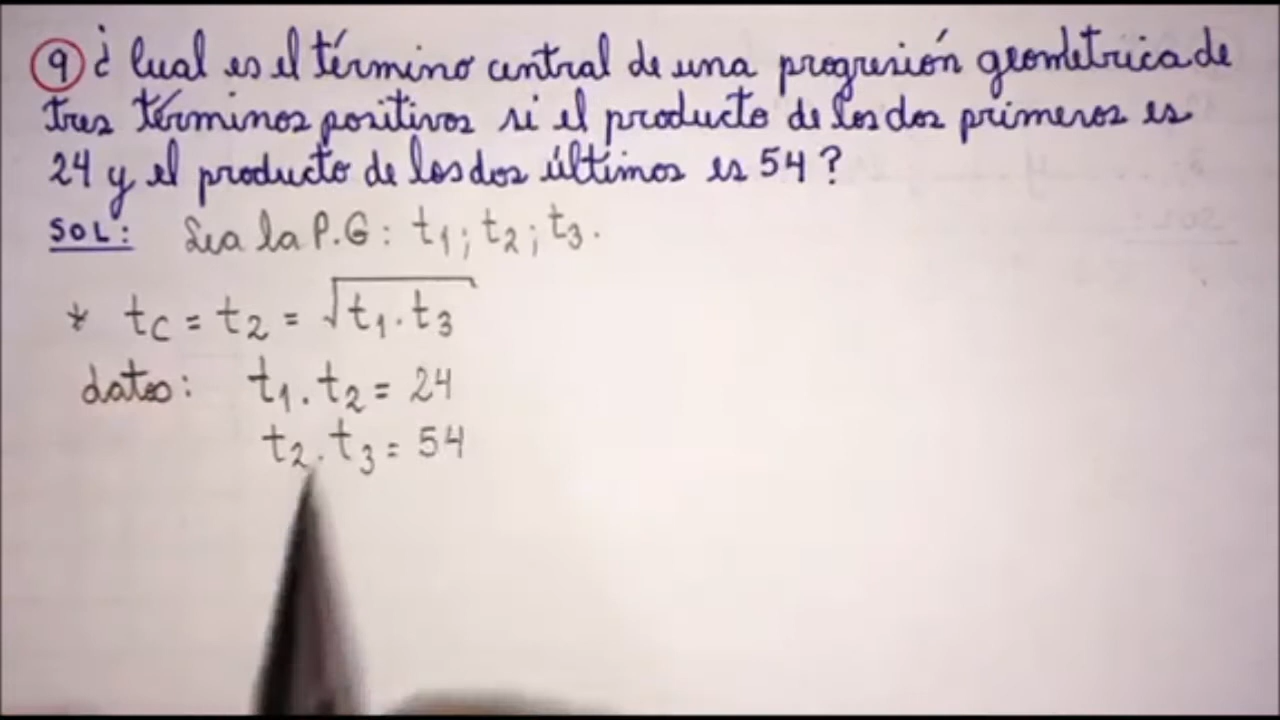 9 ¿Cual es el término central de una progresión geometrica de
tres términos positivos si el producto de los dos primeros es
24 y el producto de los dos últimos es 54?
SOL: Sea la P.G: t₁; t₂; t₃.
* tc = t₂ = √t₁.t₃
datos: t₁.t₂ = 24
t₂.t₃ = 54